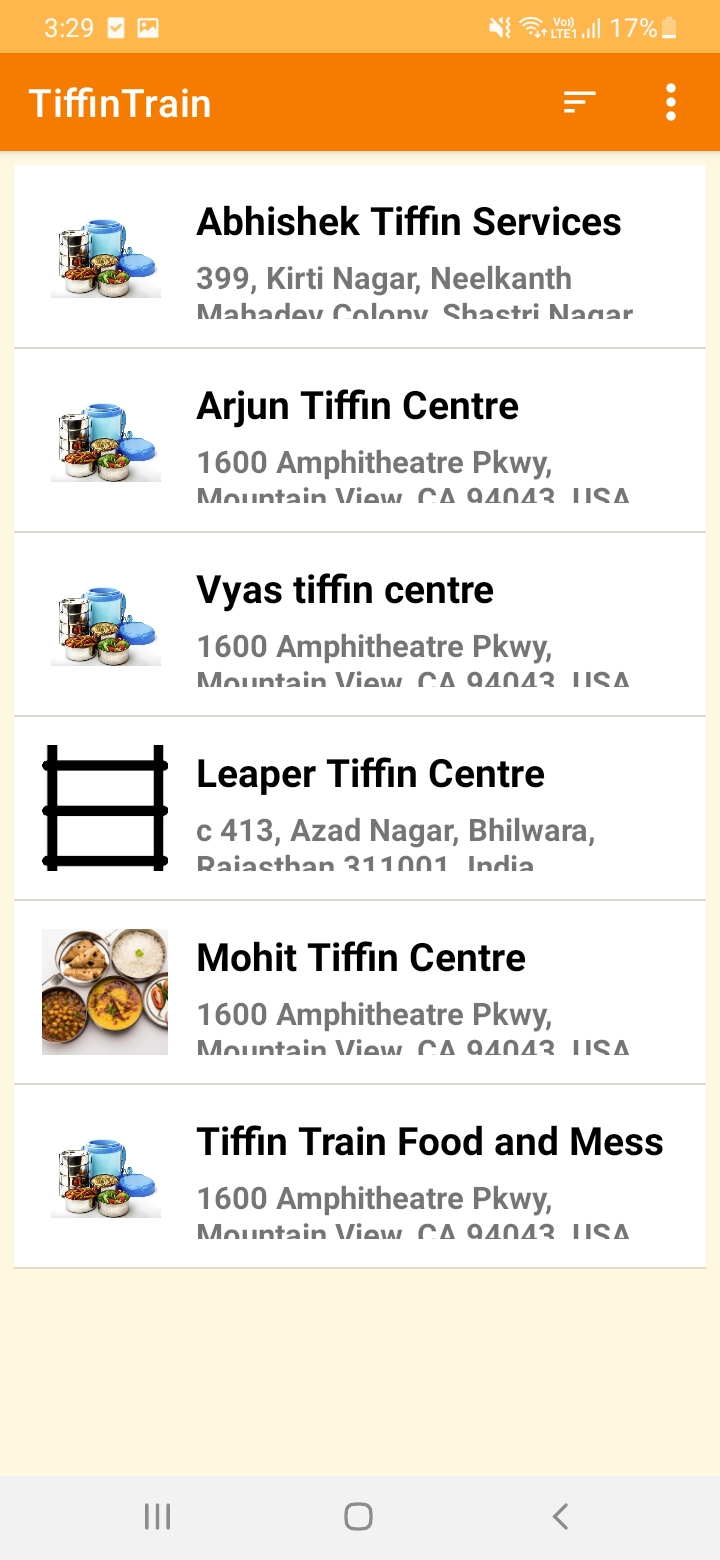 3:29 Vo)) LTE1 17%
TiffinTrain
Abhishek Tiffin Services
399, Kirti Nagar, Neelkanth
Mahadev Colony, Shastri Nagar
Arjun Tiffin Centre
1600 Amphitheatre Pkwy,
Mountain View, CA 94043, USA
Vyas tiffin centre
1600 Amphitheatre Pkwy,
Mountain View, CA 94043, USA
Leaper Tiffin Centre
c 413, Azad Nagar, Bhilwara,
Rajasthan 311001, India
Mohit Tiffin Centre
1600 Amphitheatre Pkwy,
Mountain View, CA 94043, USA
Tiffin Train Food and Mess
1600 Amphitheatre Pkwy,
Mountain View, CA 94043, USA